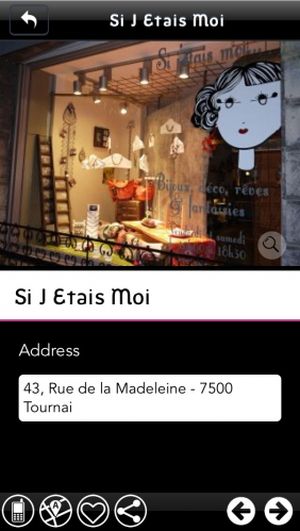 Si J Etais Moi
Si j'étais moi
Bijoux, déco, rêves
& fantaisies
samedi
18h30
Si J Etais Moi
Address
43, Rue de la Madeleine - 7500
Tournai